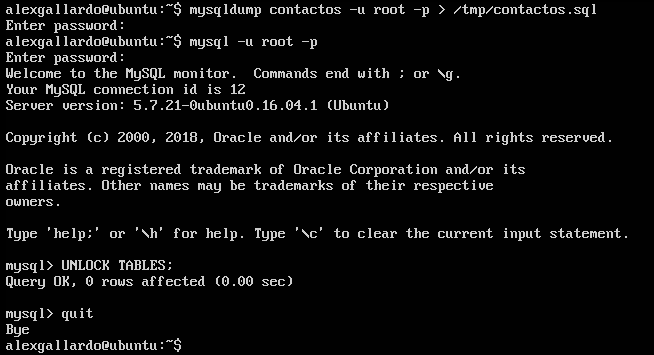 alexgallardo@ubuntu:~$ mysqldump contactos -u root -p > /tmp/contactos.sql
Enter password:
alexgallardo@ubuntu:~$ mysql -u root -p
Enter password:
Welcome to the MySQL monitor.  Commands end with ; or \g.
Your MySQL connection id is 12
Server version: 5.7.21-0ubuntu0.16.04.1 (Ubuntu)

Copyright (c) 2000, 2018, Oracle and/or its affiliates. All rights reserved.

Oracle is a registered trademark of Oracle Corporation and/or its
affiliates. Other names may be trademarks of their respective
owners.

Type 'help;' or '\h' for help. Type '\c' to clear the current input statement.

mysql> UNLOCK TABLES;
Query OK, 0 rows affected (0.00 sec)

mysql> quit
Bye
alexgallardo@ubuntu:~$